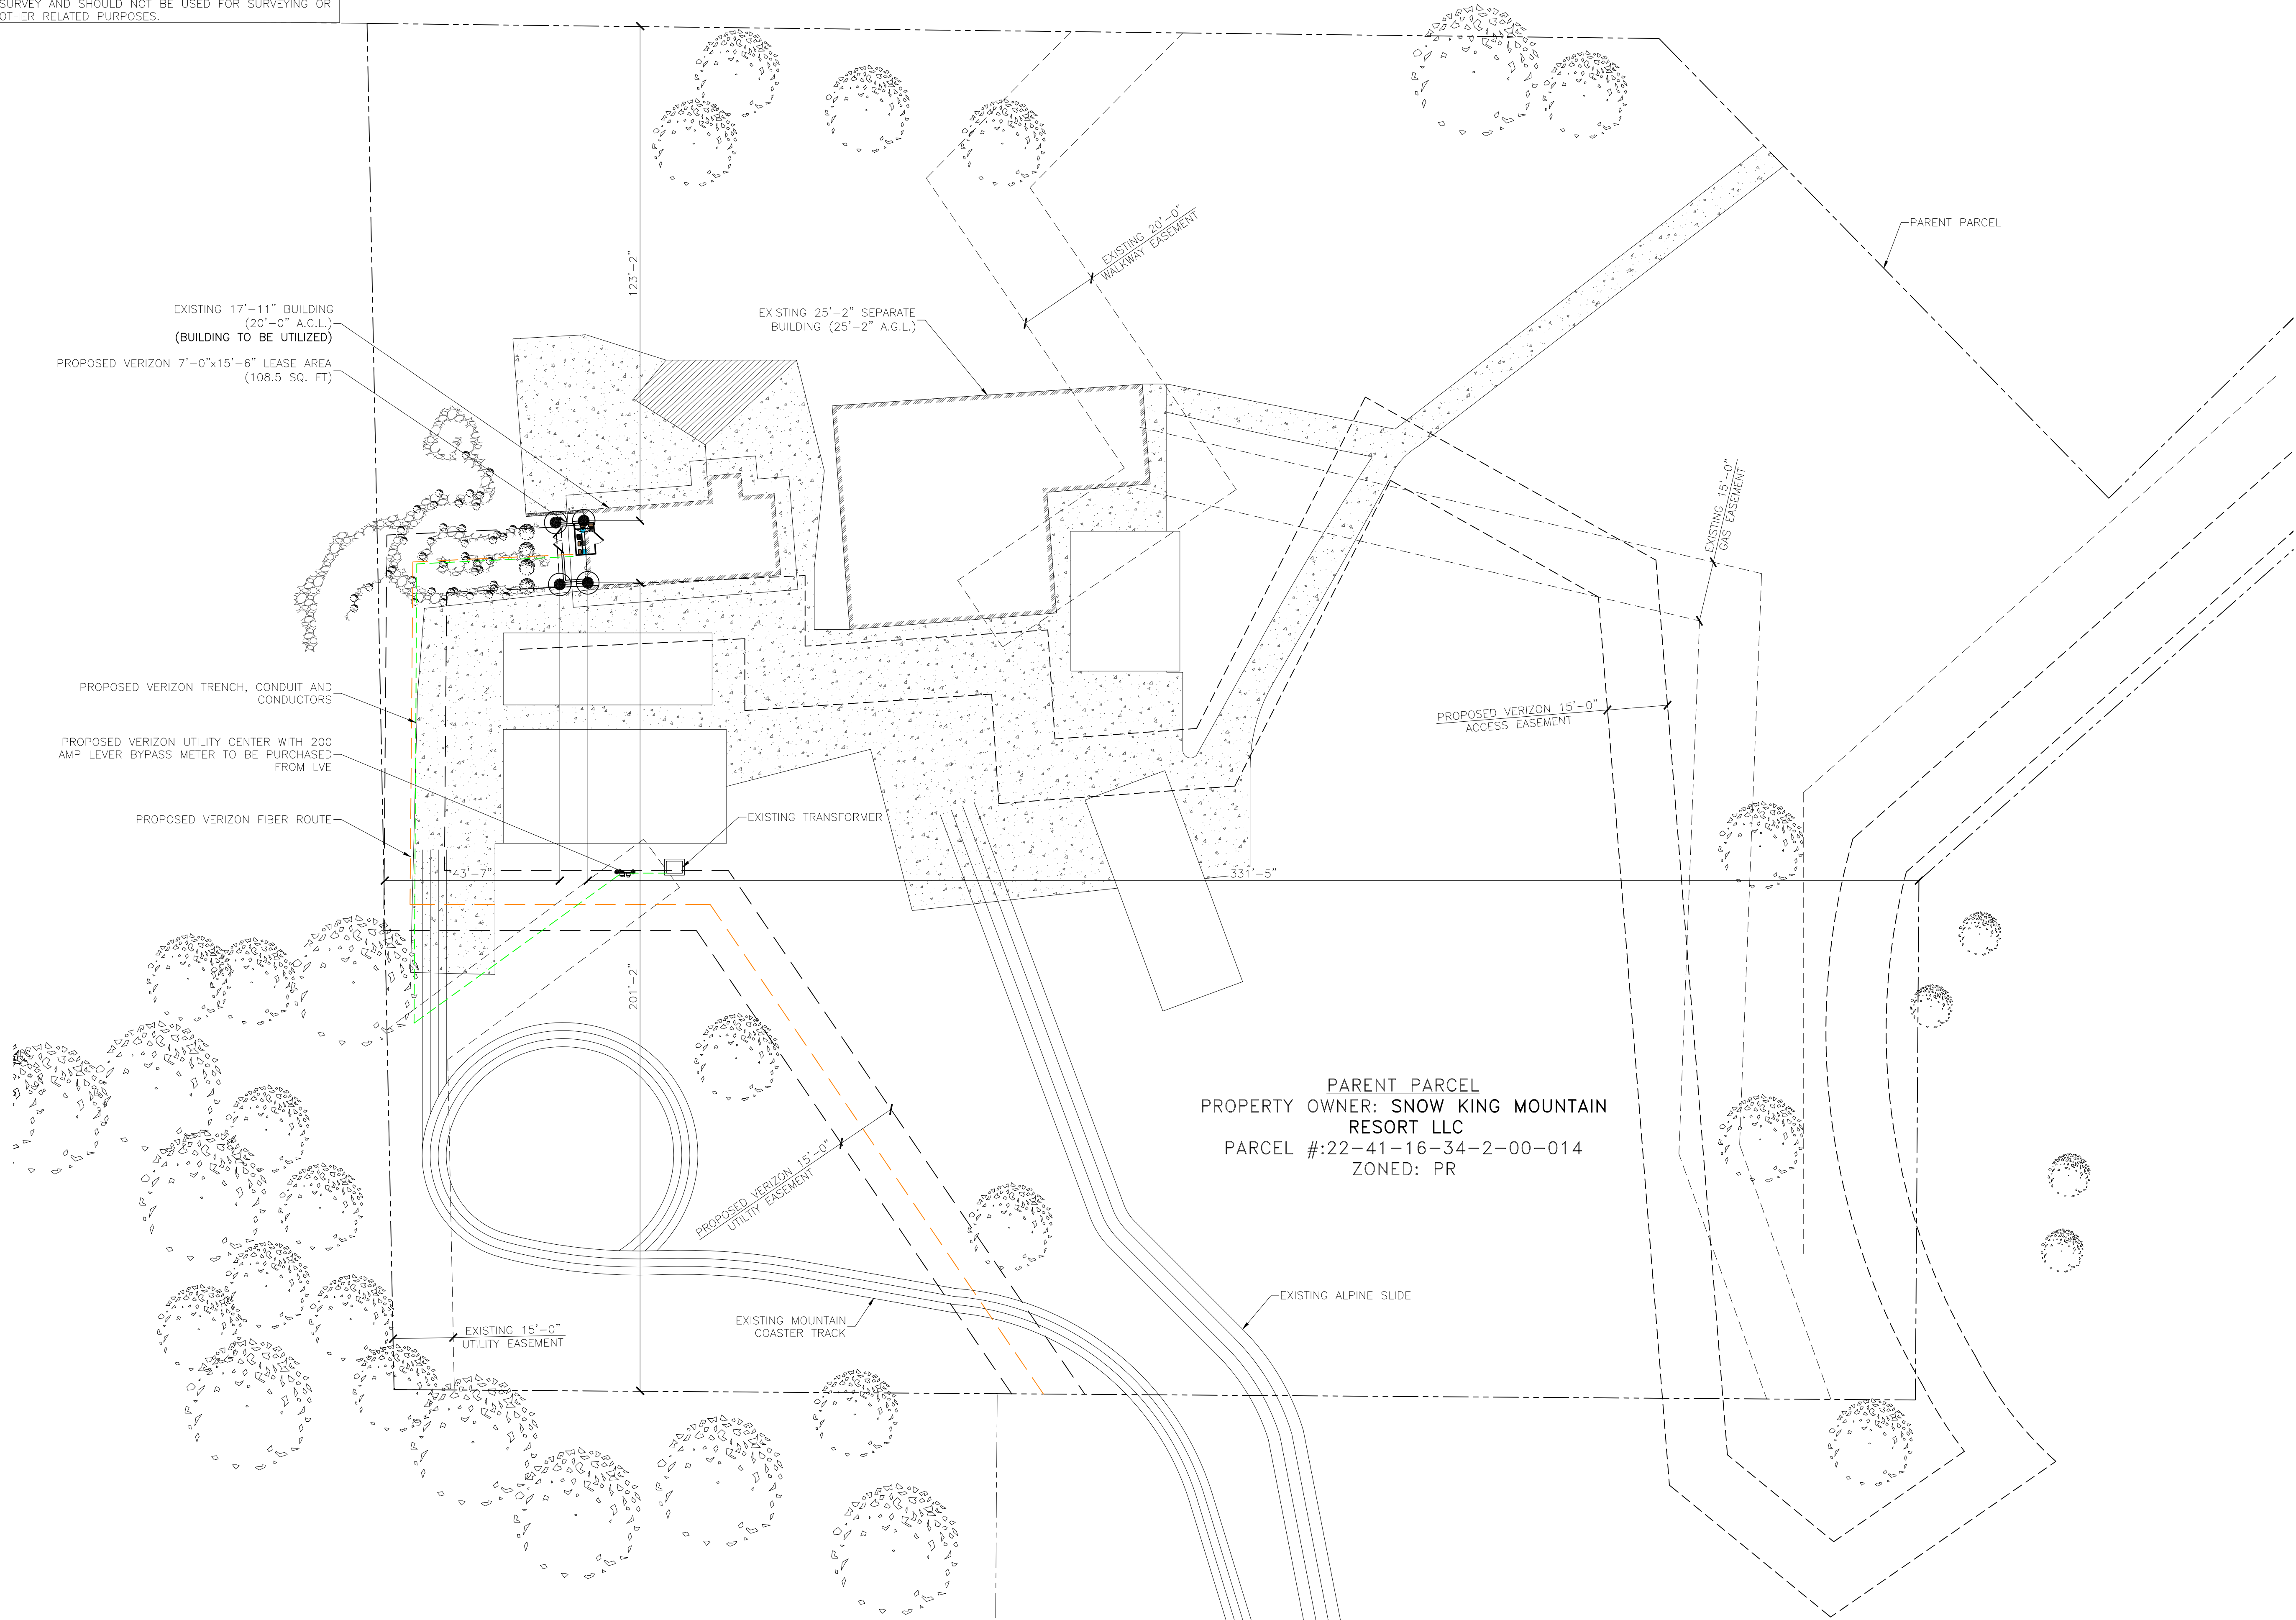 SURVEY AND SHOULD NOT BE USED FOR SURVEYING OR
OTHER RELATED PURPOSES.
PARENT PARCEL
EXISTING 20'-0"
WALKWAY EASEMENT
123'-2"
EXISTING 17'-11" BUILDING
(20'-0" A.G.L.)
(BUILDING TO BE UTILIZED)
EXISTING 25'-2" SEPARATE
BUILDING (25'-2" A.G.L.)
PROPOSED VERIZON 7'-0"x15'-6" LEASE AREA
(108.5 SQ. FT)
EXISTING 15'-0"
GAS EASEMENT
PROPOSED VERIZON TRENCH, CONDUIT AND
CONDUCTORS
PROPOSED VERIZON 15'-0"
ACCESS EASEMENT
PROPOSED VERIZON UTILITY CENTER WITH 200
AMP LEVER BYPASS METER TO BE PURCHASED
FROM LVE
PROPOSED VERIZON FIBER ROUTE
EXISTING TRANSFORMER
43'-7"
331'-5"
201'-2"
PARENT PARCEL
PROPERTY OWNER: SNOW KING MOUNTAIN
RESORT LLC
PARCEL #:22-41-16-34-2-00-014
ZONED: PR
PROPOSED VERIZON 15'-0"
UTILTIY EASEMENT
EXISTING ALPINE SLIDE
EXISTING MOUNTAIN
COASTER TRACK
EXISTING 15'-0"
UTILITY EASEMENT